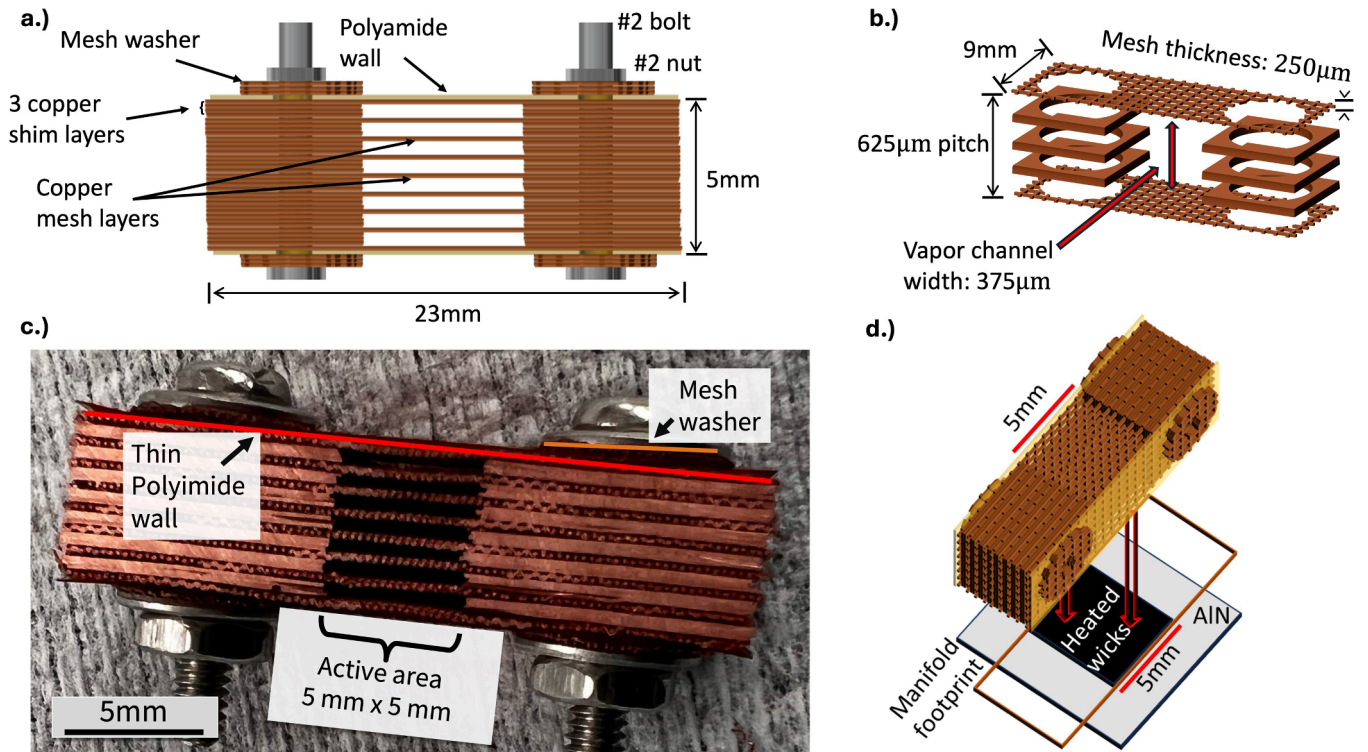 a.)
Mesh washer
Polyamide
wall
#2 bolt
#2 nut
3 copper
shim layers
Copper
mesh layers
5mm
23mm
b.)
9mm
Mesh thickness: 250μm
625μm pitch
Vapor channel
width: 375μm
c.)
Mesh
washer
Thin
Polyimide
wall
Active area
5 mm x 5 mm
5mm
d.)
5mm
Heated
wicks
AlN
5mm
Manifold
footprint